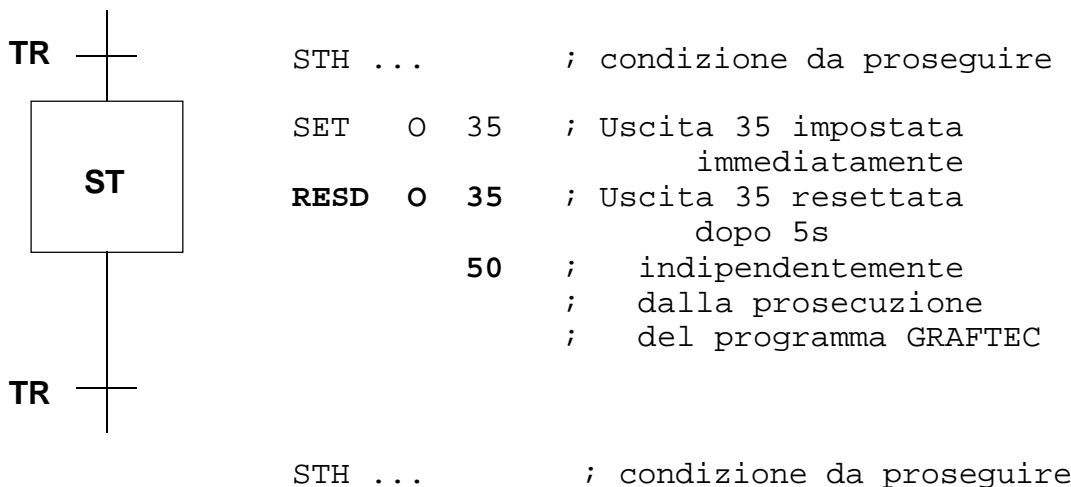 TR STH ... ; condizione da proseguire
SET O 35 ; Uscita 35 impostata
immediatamente
ST
RESD O 35 ; Uscita 35 resettata
dopo 5s
50 ; indipendentemente
; dalla prosecuzione
; del programma GRAFTEC
TR
STH ... ; condizione da proseguire